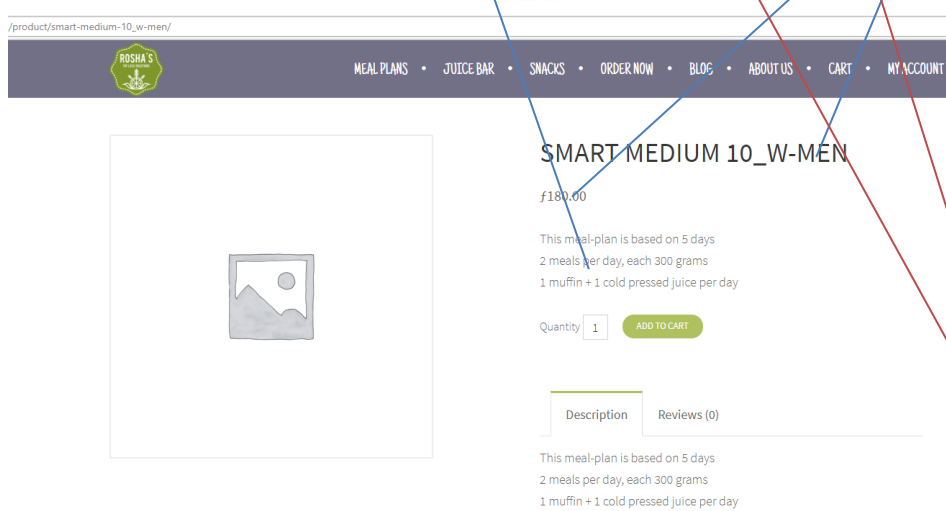 /product/smart-medium-10_w-men/
ROSHA'S
MEAL PLANS • JUICE BAR • SNACKS • ORDER NOW • BLOG • ABOUT US • CART • MY ACCOUNT
SMART MEDIUM 10_W-MEN
ƒ180.00
This meal-plan is based on 5 days
2 meals per day, each 300 grams
1 muffin + 1 cold pressed juice per day
Quantity 1 ADD TO CART
Description Reviews (0)
This meal-plan is based on 5 days
2 meals per day, each 300 grams
1 muffin + 1 cold pressed juice per day